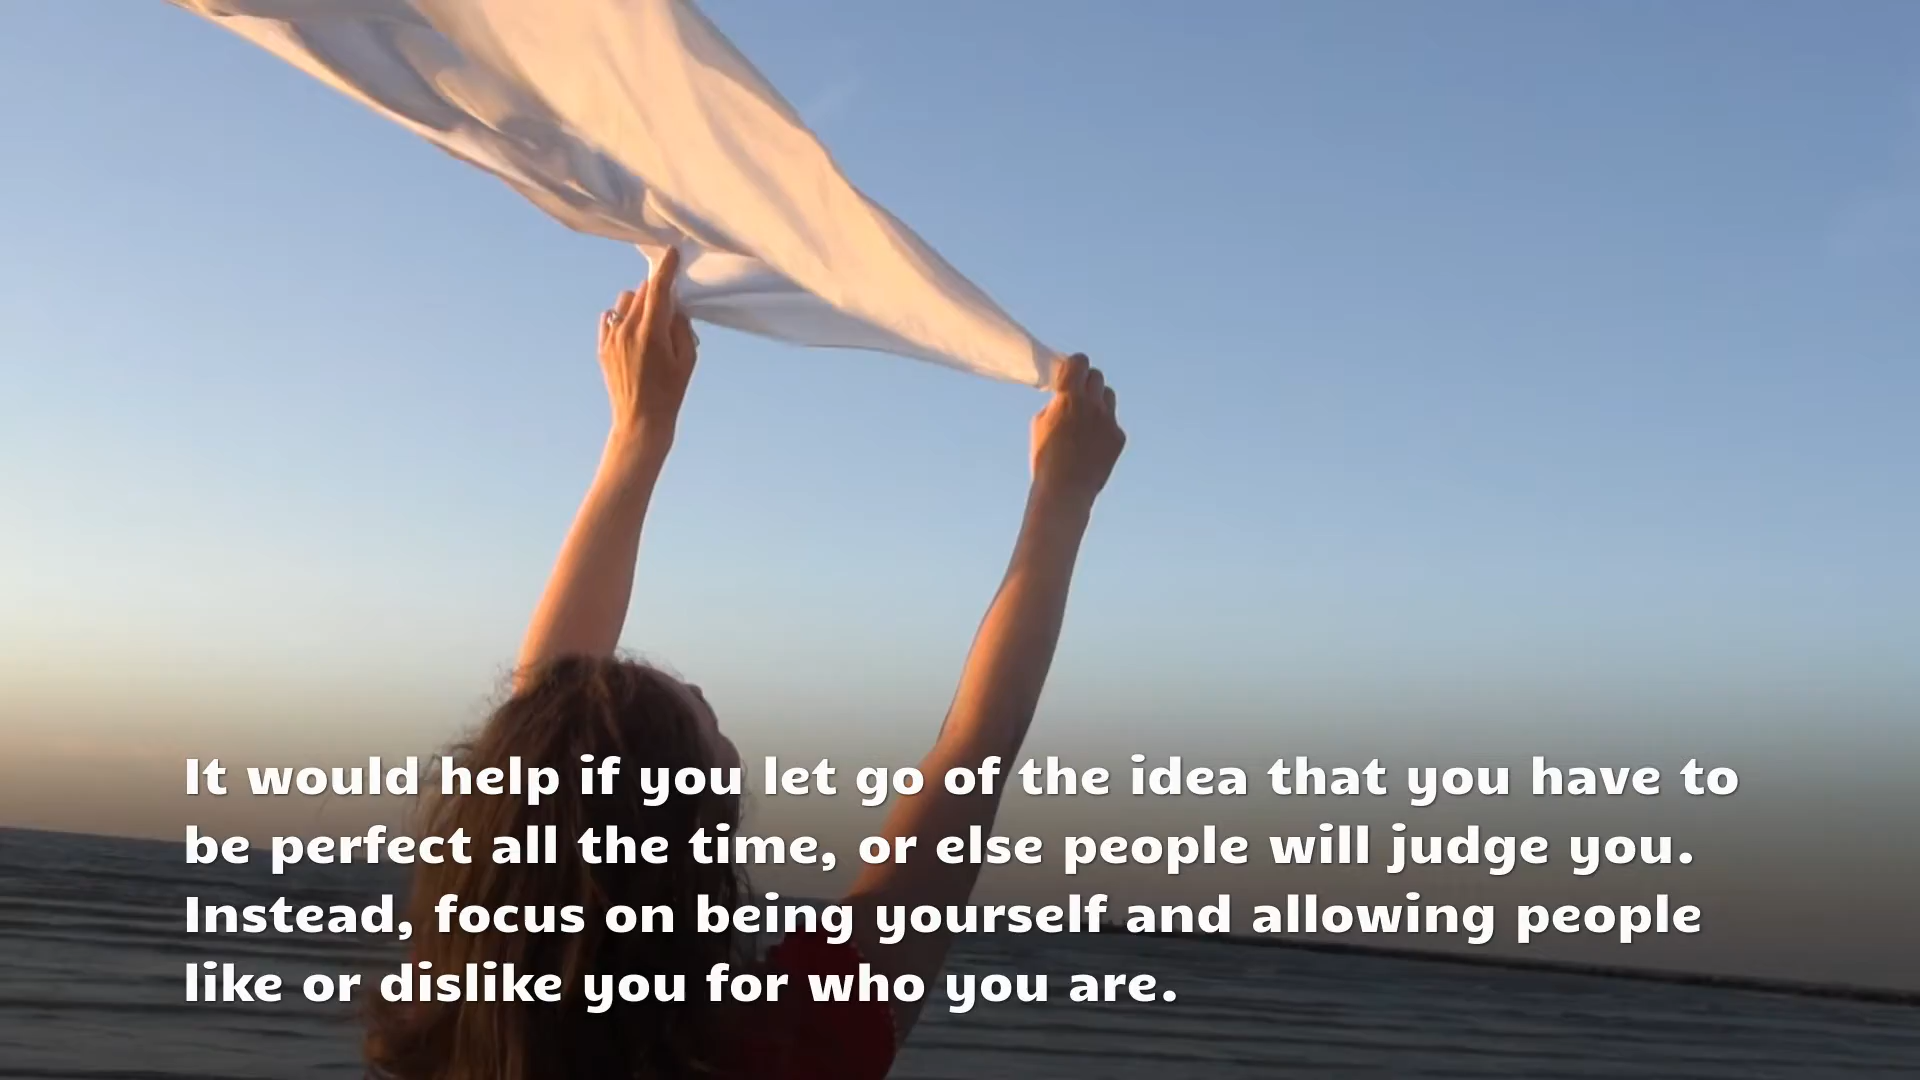 It would help if you let go of the idea that you have to
be perfect all the time, or else people will judge you.
Instead, focus on being yourself and allowing people
like or dislike you for who you are.